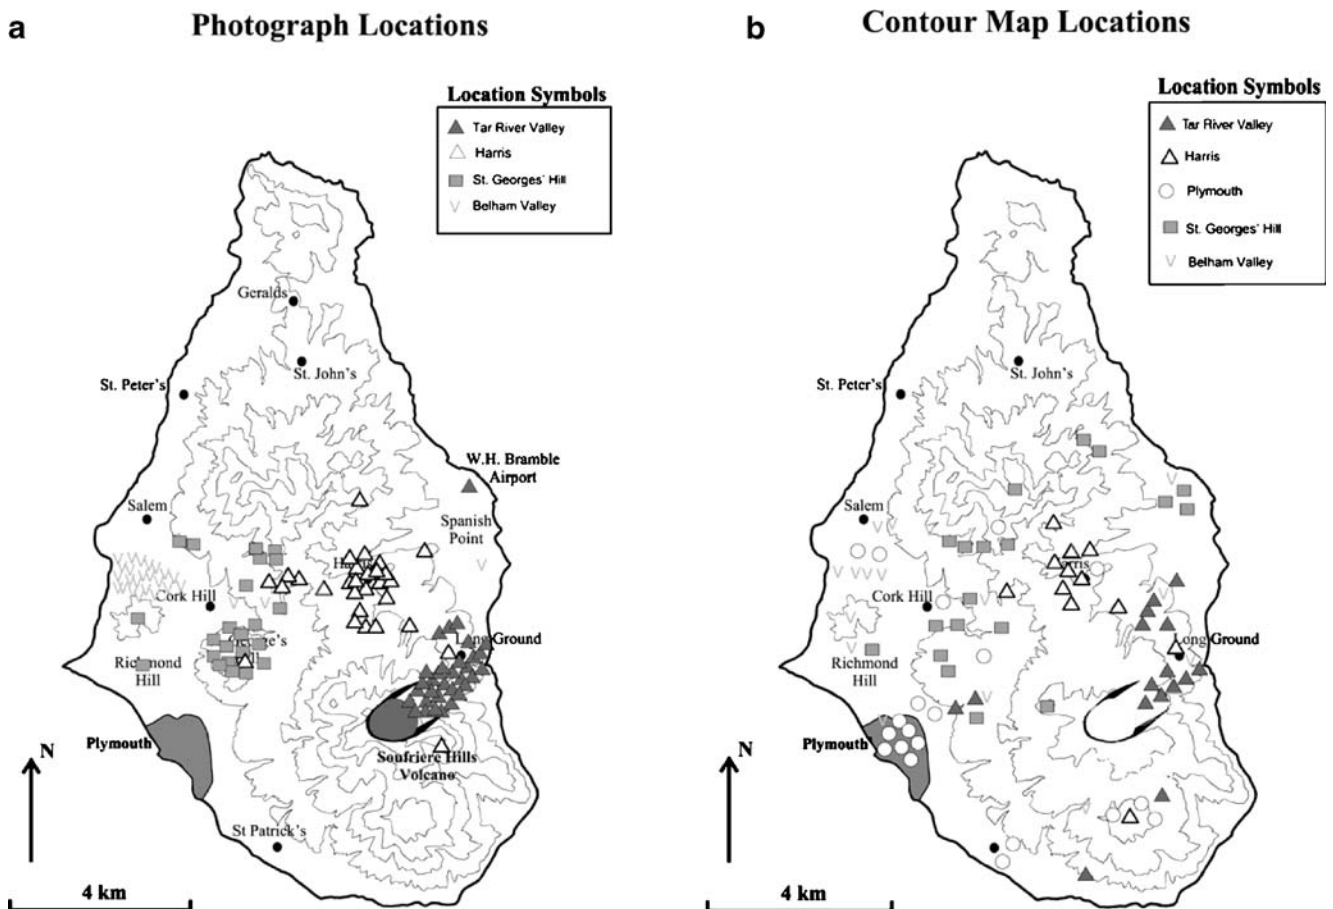 a
Photograph Locations
Location Symbols
Tar River Valley
Harris
St. Georges' Hill
Belham Valley
Geralds
St. John's
St. Peter's
W.H. Bramble
Airport
Salem
Spanish
Point
Cork Hill
Long Ground
Richmond
Hill
Plymouth
N
Soufriere Hills
Volcano
St Patrick's
4 km
b
Contour Map Locations
Location Symbols
Tar River Valley
Harris
Plymouth
St. Georges' Hill
Belham Valley
St. John's
St. Peter's
Salem
Cork Hill
Long Ground
Richmond
Hill
Plymouth
N
4 km